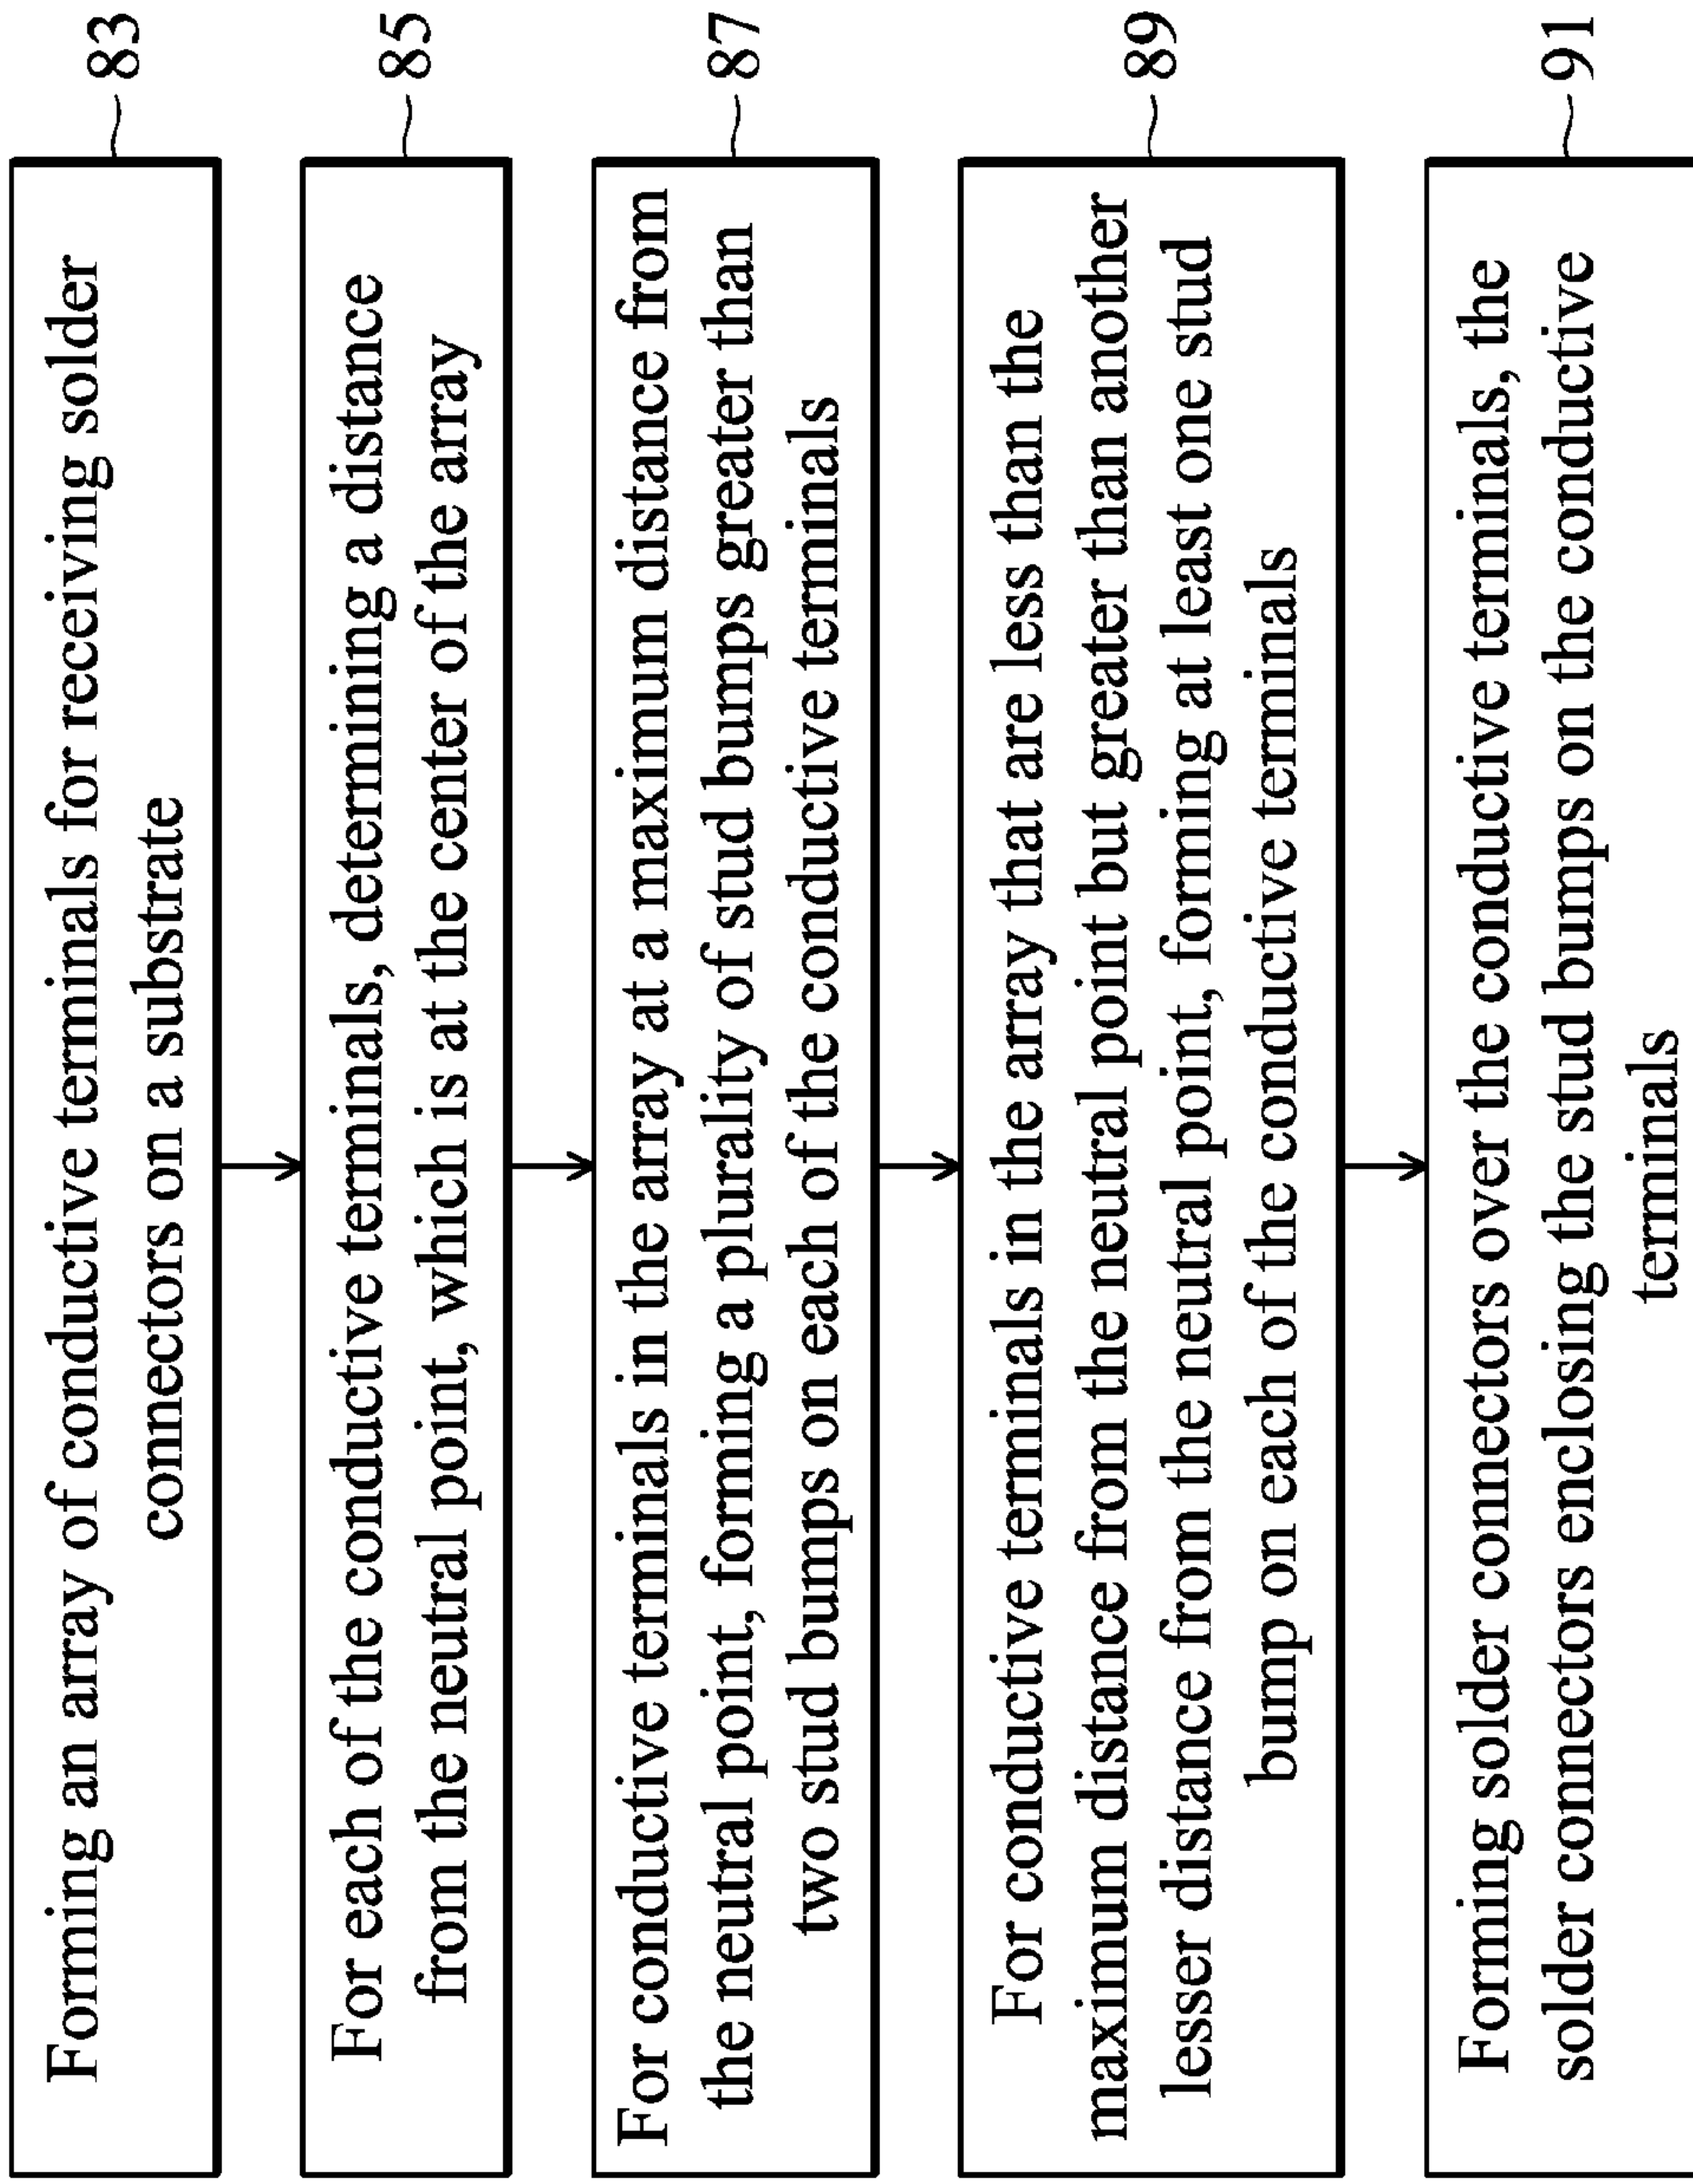 Forming an array of conductive terminals for receiving solder
connectors on a substrate
83
For each of the conductive terminals, determining a distance
from the neutral point, which is at the center of the array
85
For conductive terminals in the array at a maximum distance from
the neutral point, forming a plurality of stud bumps greater than
two stud bumps on each of the conductive terminals
87
For conductive terminals in the array that are less than the
maximum distance from the neutral point but greater than another
lesser distance from the neutral point, forming at least one stud
bump on each of the conductive terminals
89
Forming solder connectors over the conductive terminals, the
solder connectors enclosing the stud bumps on the conductive
terminals
91